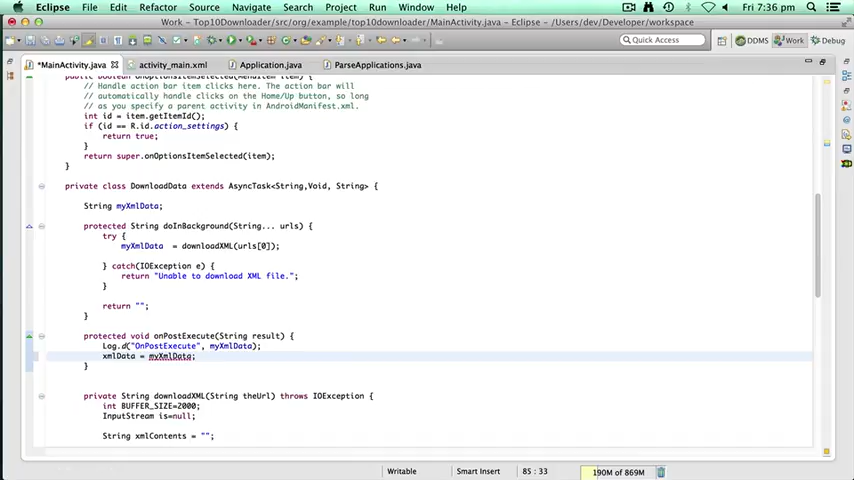 Eclipse File Edit Refactor Source Navigate Search Project Run Window Help Fri 7:36 pm
Work - Top10Downloader/src/org/example/top10downloader/MainActivity.java - Eclipse - /Users/dev/Developer/workspace
Quick Access DDMS Work Debug
*MainActivity.java activity_main.xml Application.java ParseApplications.java
public boolean onOptionsItemSelected(MenuItem item) {
// Handle action bar item clicks here. The action bar will
// automatically handle clicks on the Home/Up button, so long
// as you specify a parent activity in AndroidManifest.xml.
int id = item.getItemId();
if (id == R.id.action_settings) {
return true;
}
return super.onOptionsItemSelected(item);
}
private class DownloadData extends AsyncTask<String,Void, String> {
String myXmlData;
protected String doInBackground(String... urls) {
try {
myXmlData = downloadXML(urls[0]);
} catch(IOException e) {
return "Unable to download XML file.";
}
return "";
}
protected void onPostExecute(String result) {
Log.d("OnPostExecute", myXmlData);
xmlData = myXmlData;
}
private String downloadXML(String theUrl) throws IOException {
int BUFFER_SIZE=2000;
InputStream is=null;
String xmlContents = "";
Writable Smart Insert 85 : 33 190M of 869M